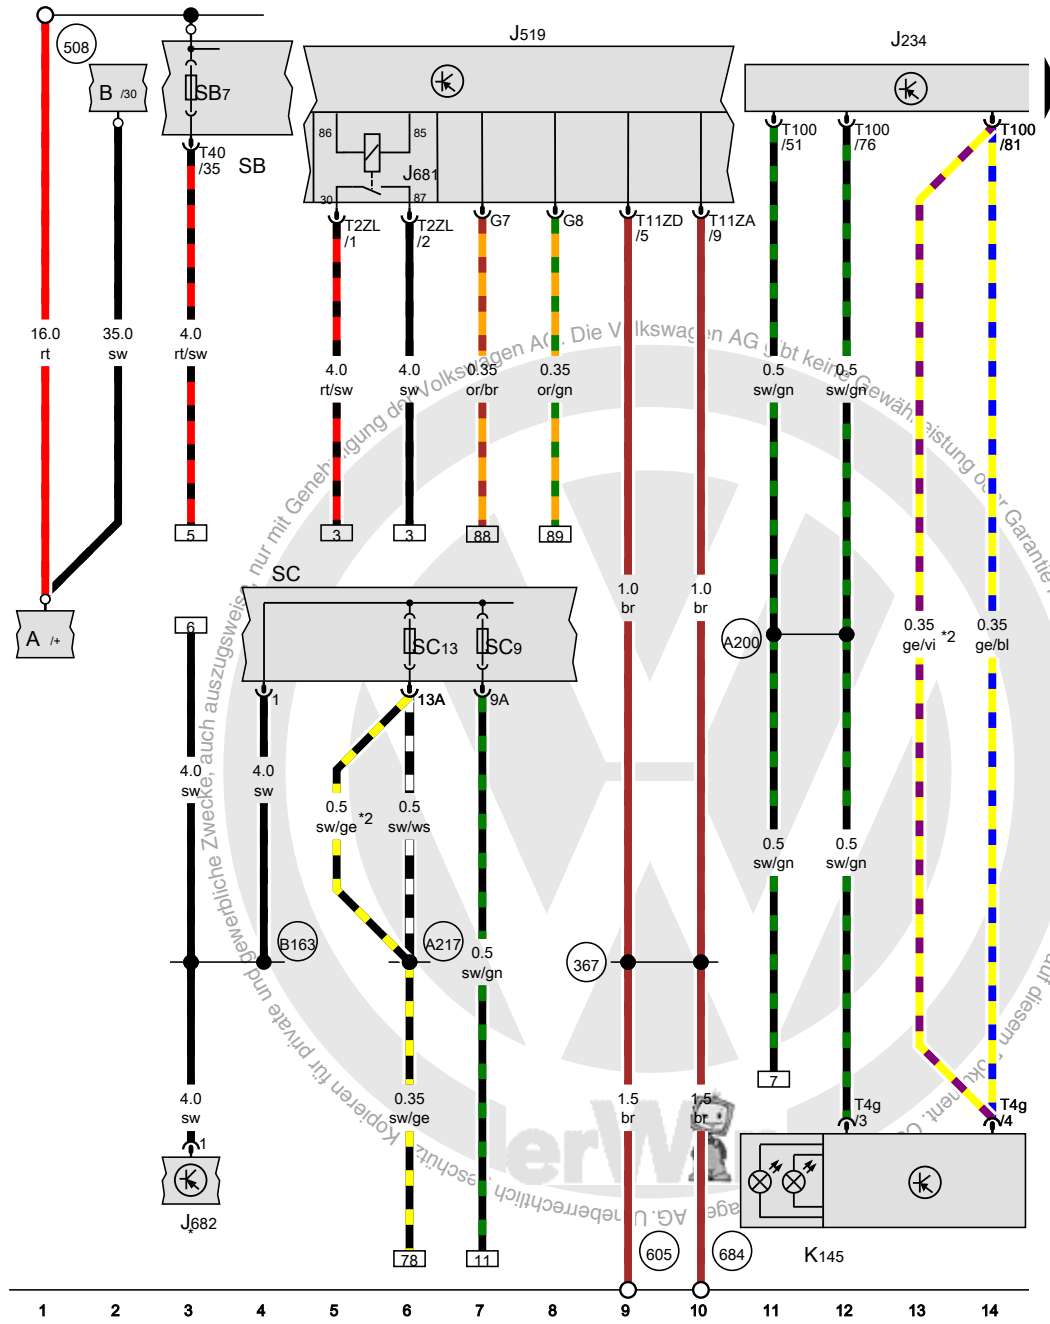 J519
J234
508
B /30
SB7
86
85
J681
30
87
T40
/35
SB
T2ZL
/1
T2ZL
/2
G7
G8
T11ZD
/5
T11ZA
/9
T100
/51
T100
/76
T100
/81
16.0
rt
35.0
sw
4.0
rt/sw
4.0
rt/sw
4.0
sw
0.35
or/br
0.35
or/gn
0.5
sw/gn
0.5
sw/gn
5
3
3
88
89
SC
1.0
br
1.0
br
A /+
6
SC13
SC9
A200
0.35
ge/vi *2
0.35
ge/bl
1
13A
9A
4.0
sw
4.0
sw
0.5
sw/ge *2
0.5
sw/ws
0.5
sw/gn
0.5
sw/gn
B163
A217
0.5
sw/gn
367
7
4.0
sw
0.35
sw/ge
1.5
br
1.5
br
T4g
/3
T4g
/4
1
J682
*
78
11
605
684
K145
1 2 3 4 5 6 7 8 9 10 11 12 13 14